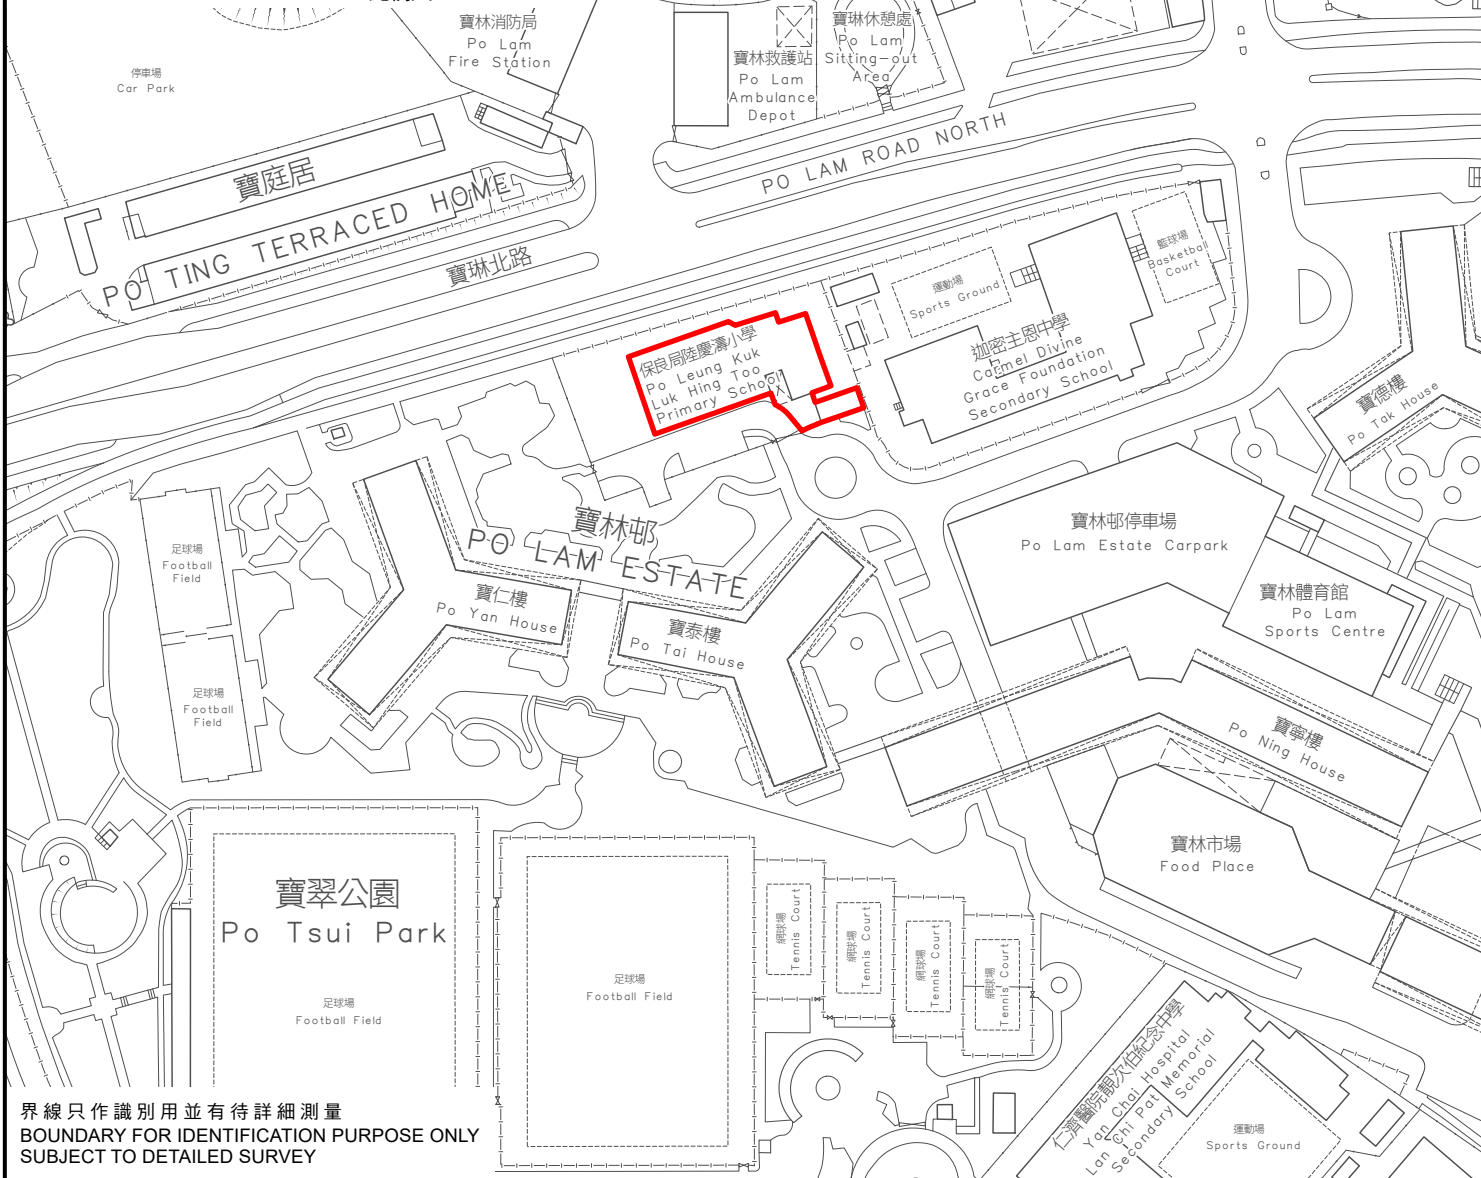 寶林消防局
Po Lam
Fire Station
停車場
Car Park
寶林救護站
Po Lam
Ambulance
Depot
寶琳休憩處
Po Lam
Sitting-out
Area
寶庭居
PO TING TERRACED HOME
寶琳北路
PO LAM ROAD NORTH
保良局陸慶濤小學
Po Leung Kuk
Luk Hing Too
Primary School
運動場
Sports Ground
籃球場
Basketball
Court
迦密主恩中學
Carmel Divine
Grace Foundation
Secondary School
寶德樓
Po Tak House
寶林邨
PO LAM ESTATE
寶林邨停車場
Po Lam Estate Carpark
寶林體育館
Po Lam
Sports Centre
足球場
Football
Field
寶仁樓
Po Yan House
寶泰樓
Po Tai House
足球場
Football
Field
寶寧樓
Po Ning House
寶林市場
Food Place
寶翠公園
Po Tsui Park
足球場
Football Field
足球場
Football Field
網球場
Tennis Court
網球場
Tennis Court
網球場
Tennis Court
網球場
Tennis Court
仁濟醫院靚次伯紀念中學
Yan Chai Hospital
Lan Chi Pat Memorial
Secondary School
運動場
Sports Ground
界線只作識別用並有待詳細測量
BOUNDARY FOR IDENTIFICATION PURPOSE ONLY
SUBJECT TO DETAILED SURVEY